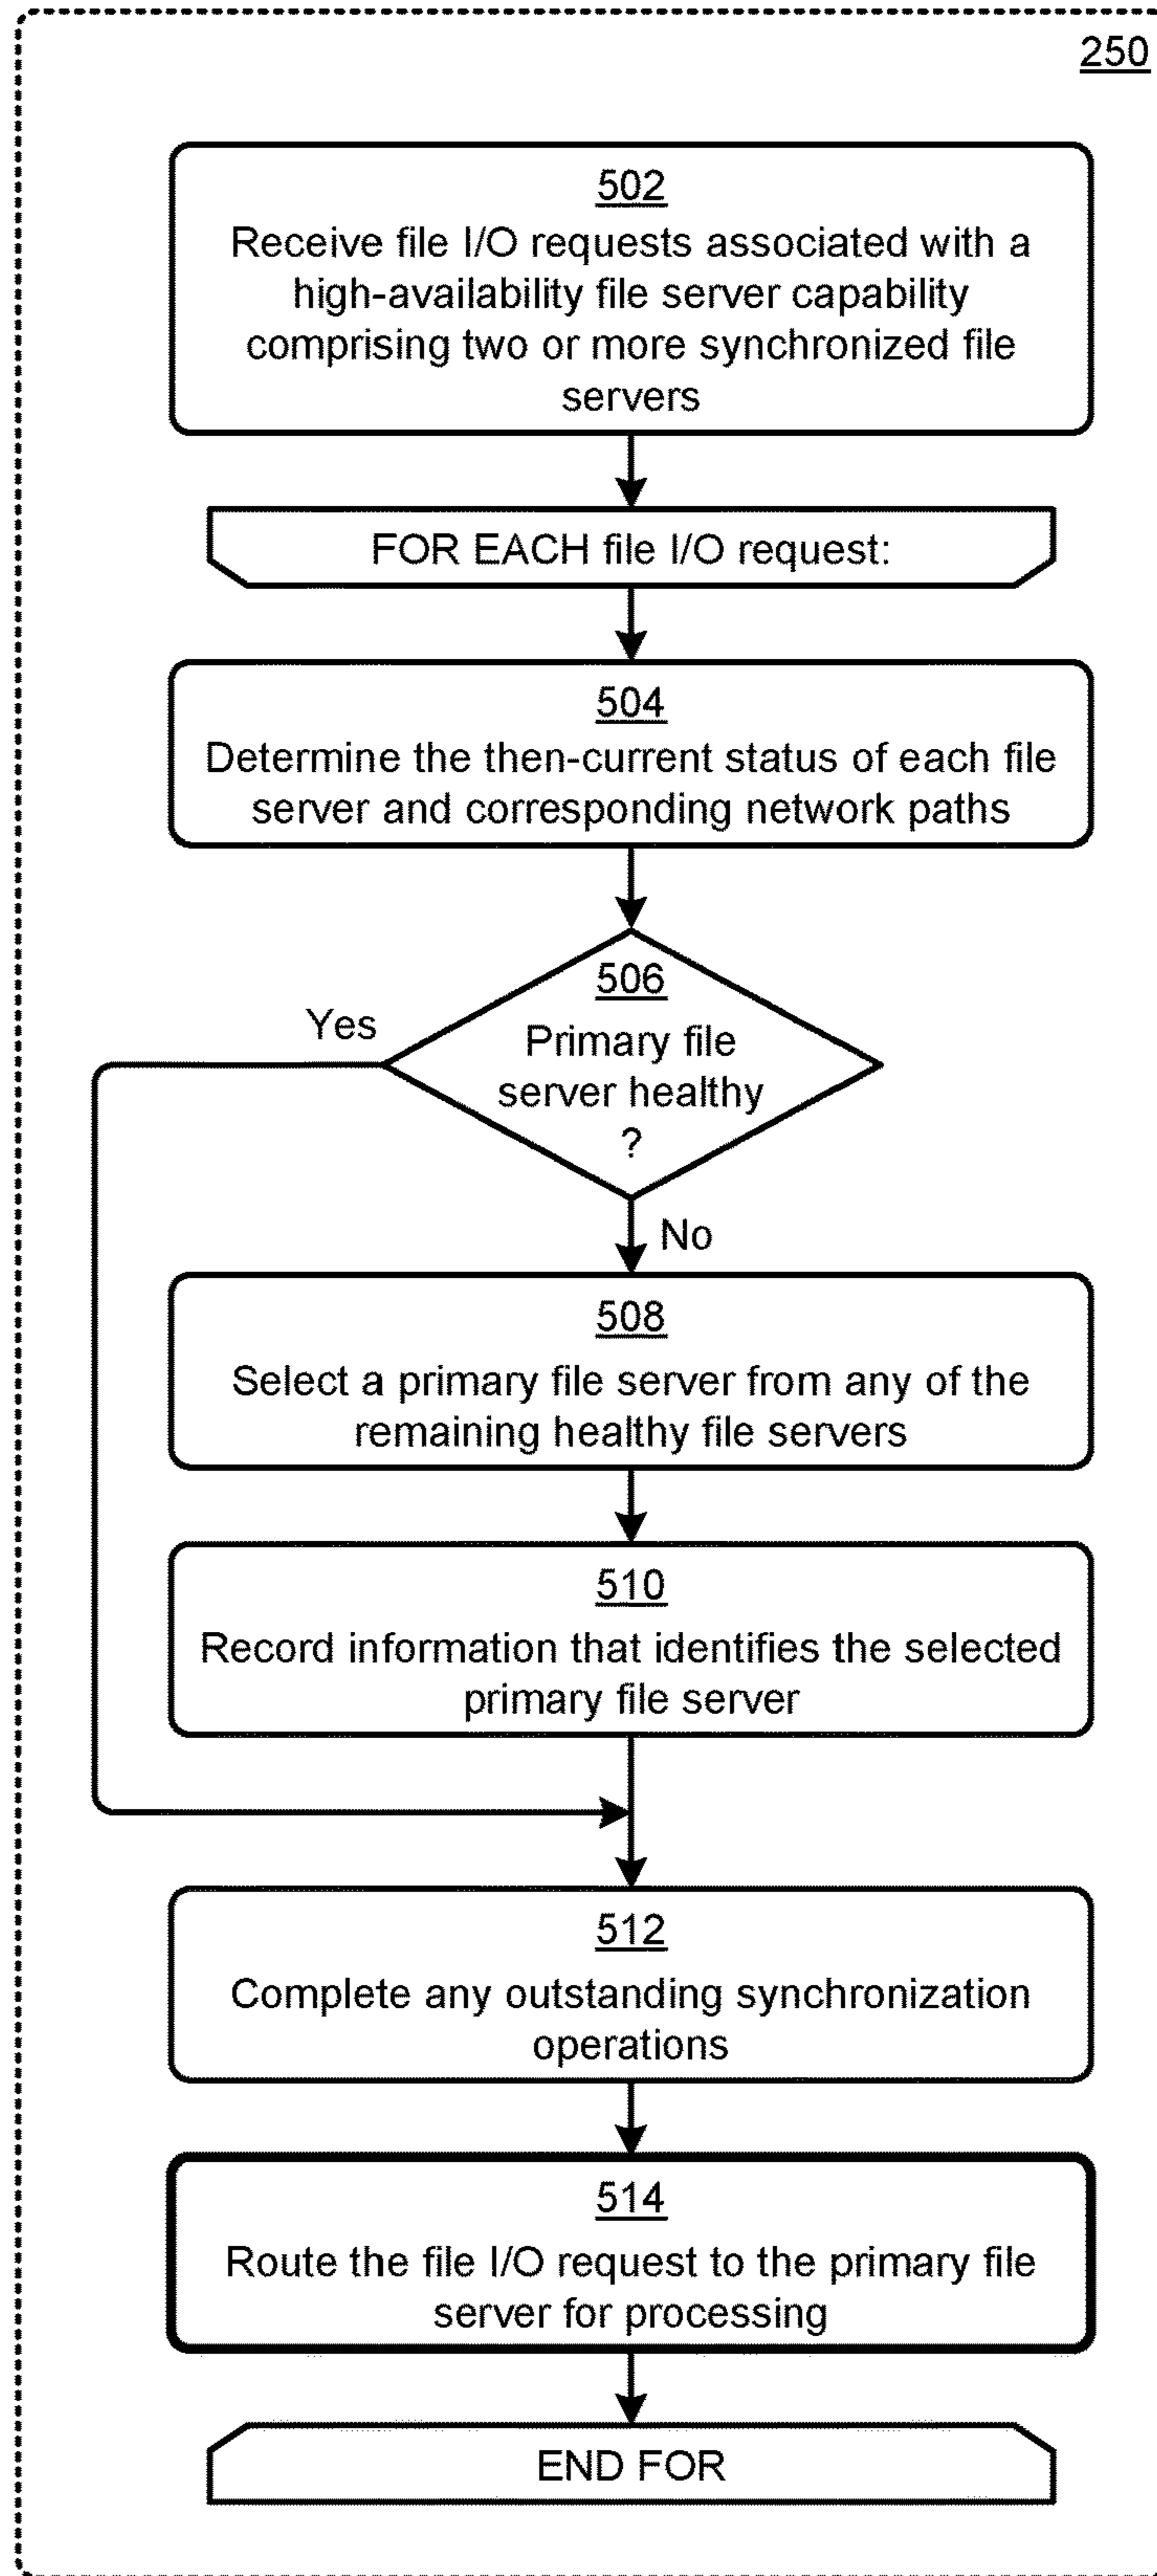 250
502
Receive file I/O requests associated with a
high-availability file server capability
comprising two or more synchronized file
servers
FOR EACH file I/O request:
504
Determine the then-current status of each file
server and corresponding network paths
506
Primary file
server healthy
?
Yes
No
508
Select a primary file server from any of the
remaining healthy file servers
510
Record information that identifies the selected
primary file server
512
Complete any outstanding synchronization
operations
514
Route the file I/O request to the primary file
server for processing
END FOR